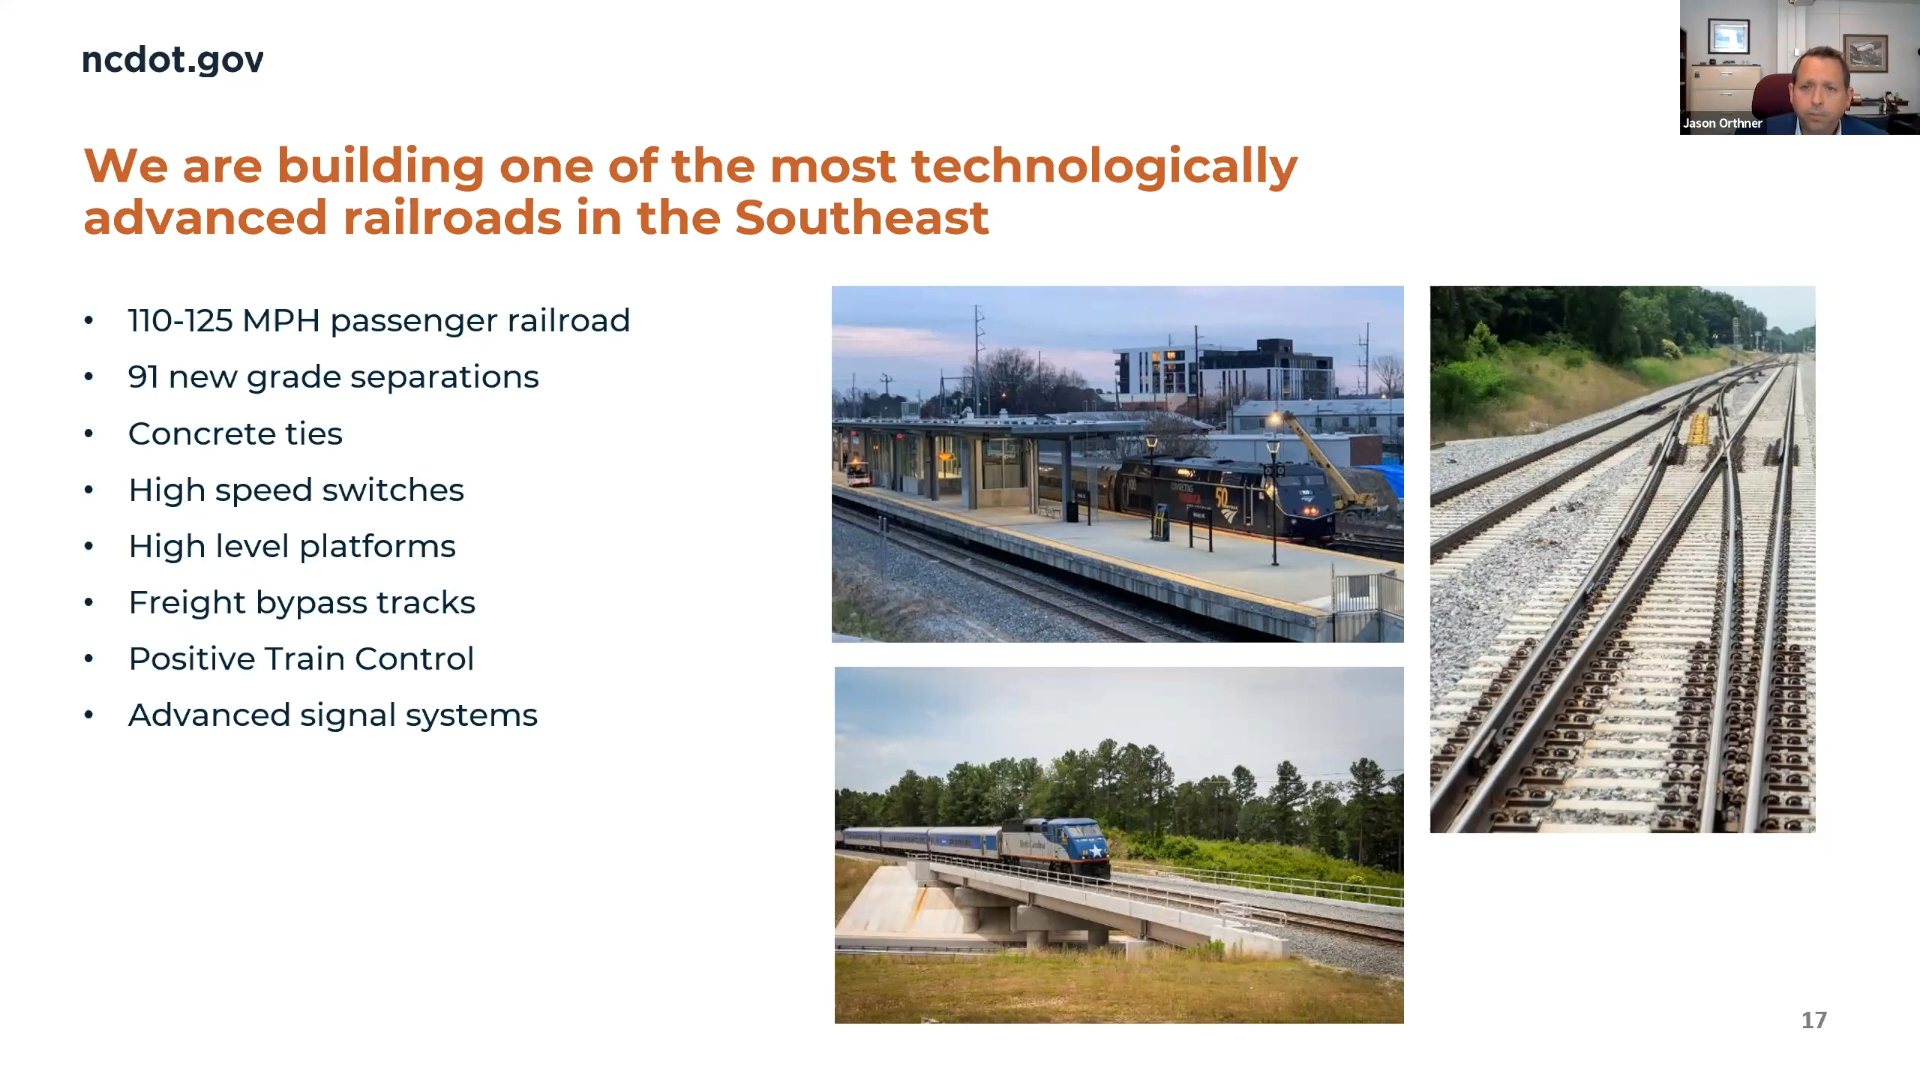 ncdot.gov
Jason Orthner
We are building one of the most technologically
advanced railroads in the Southeast
• 110-125 MPH passenger railroad
• 91 new grade separations
• Concrete ties
• High speed switches
• High level platforms
• Freight bypass tracks
• Positive Train Control
• Advanced signal systems
50
17